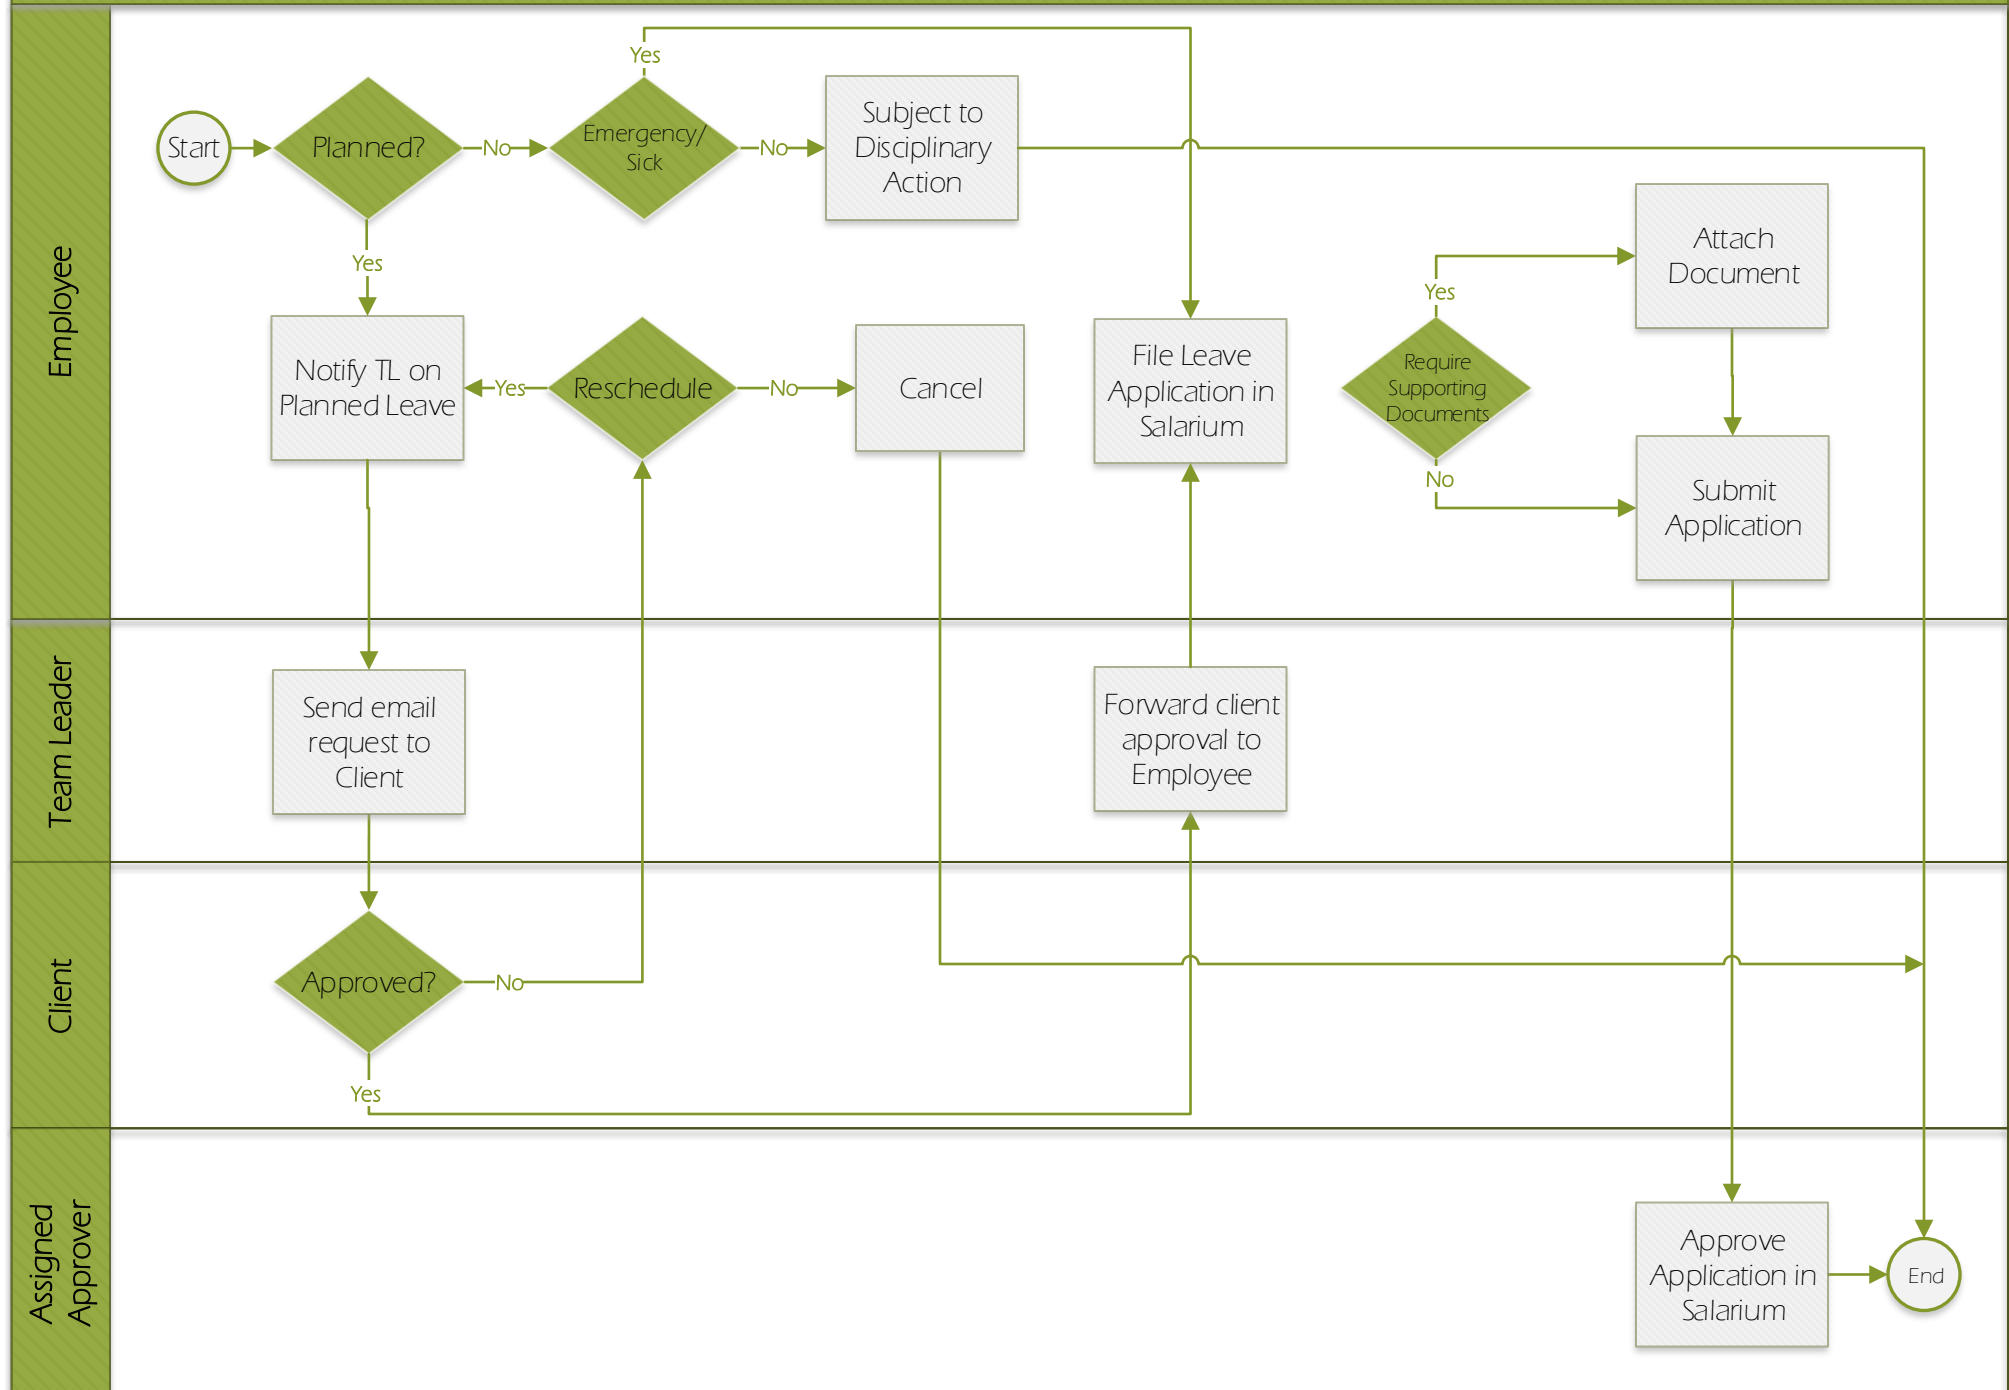 Employee
Start
Planned?
No
Emergency/
Sick
Yes
No
Subject to
Disciplinary
Action
Yes
Notify TL on
Planned Leave
Yes
Reschedule
No
Cancel
File Leave
Application in
Salarium
Require
Supporting
Documents
Yes
No
Attach
Document
Submit
Application
Team Leader
Send email
request to
Client
Forward client
approval to
Employee
Client
Approved?
No
Yes
Assigned
Approver
Approve
Application in
Salarium
End